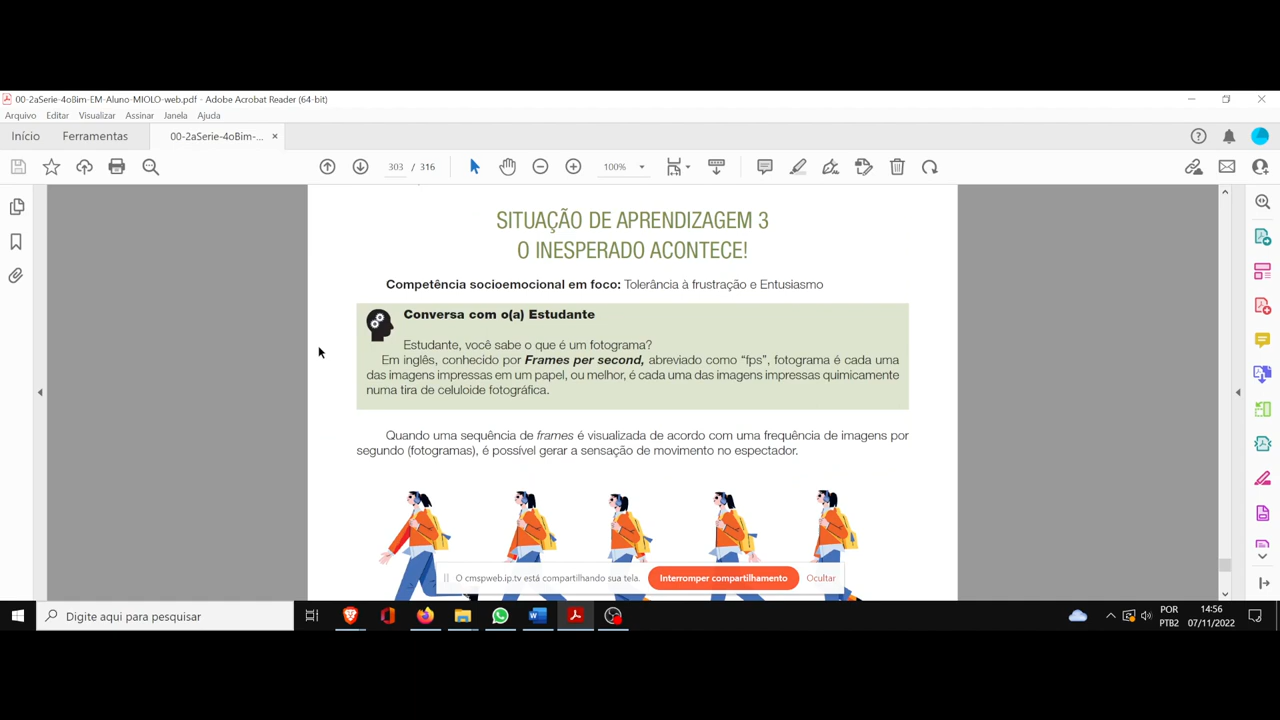 00-2aSerie-4oBim-EM-Aluno-MIOLO-web.pdf - Adobe Acrobat Reader (64-bit)
Arquivo Editar Visualizar Assinar Janela Ajuda
Início Ferramentas 00-2aSerie-4oBim-... ×
303 / 316 100%
SITUAÇÃO DE APRENDIZAGEM 3
O INESPERADO ACONTECE!
Competência socioemocional em foco: Tolerância à frustração e Entusiasmo
Conversa com o(a) Estudante
Estudante, você sabe o que é um fotograma?
Em inglês, conhecido por Frames per second, abreviado como “fps”, fotograma é cada uma
das imagens impressas em um papel, ou melhor, é cada uma das imagens impressas quimicamente
numa tira de celuloide fotográfica.
Quando uma sequência de frames é visualizada de acordo com uma frequência de imagens por
segundo (fotogramas), é possível gerar a sensação de movimento no espectador.
O cmspweb.ip.tv está compartilhando sua tela. Interromper compartilhamento Ocultar
Digite aqui para pesquisar
POR 14:56
PTB2 07/11/2022